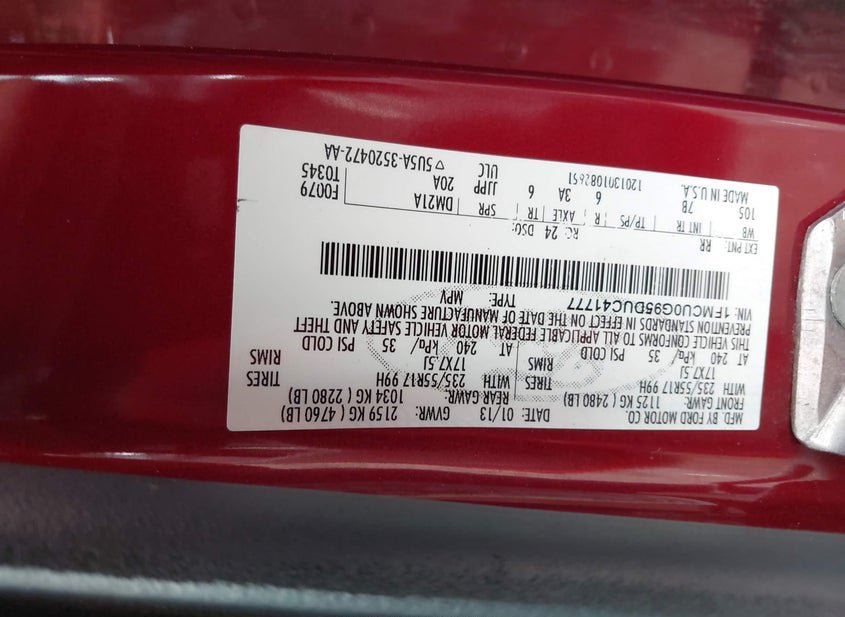 MFD. BY FORD MOTOR CO.
DATE: 01/13 GVWR: 2159 KG ( 4760 LB)
FRONT GAWR: 1125 KG ( 2480 LB) REAR GAWR: 1034 KG ( 2280 LB)
WITH 235/55R17 99H TIRES WITH 235/55R17 99H TIRES
17X7.5J RIMS 17X7.5J RIMS
AT 240 kPa/ 35 PSI COLD AT 240 kPa/ 35 PSI COLD
THIS VEHICLE CONFORMS TO ALL APPLICABLE FEDERAL MOTOR VEHICLE SAFETY AND THEFT
PREVENTION STANDARDS IN EFFECT ON THE DATE OF MANUFACTURE SHOWN ABOVE.
VIN: 1FMCU0G95DUC41777
TYPE: MPV
EXT PNT: RR RC: 24 DSO: F0079
WB INT TR TP/PS R AXLE TR SPR T0345
105 7B 6 3A 6 JJPP DM21A
20A
MADE IN U.S.A. ULC
1201301082651 5U5A-3520472-AA